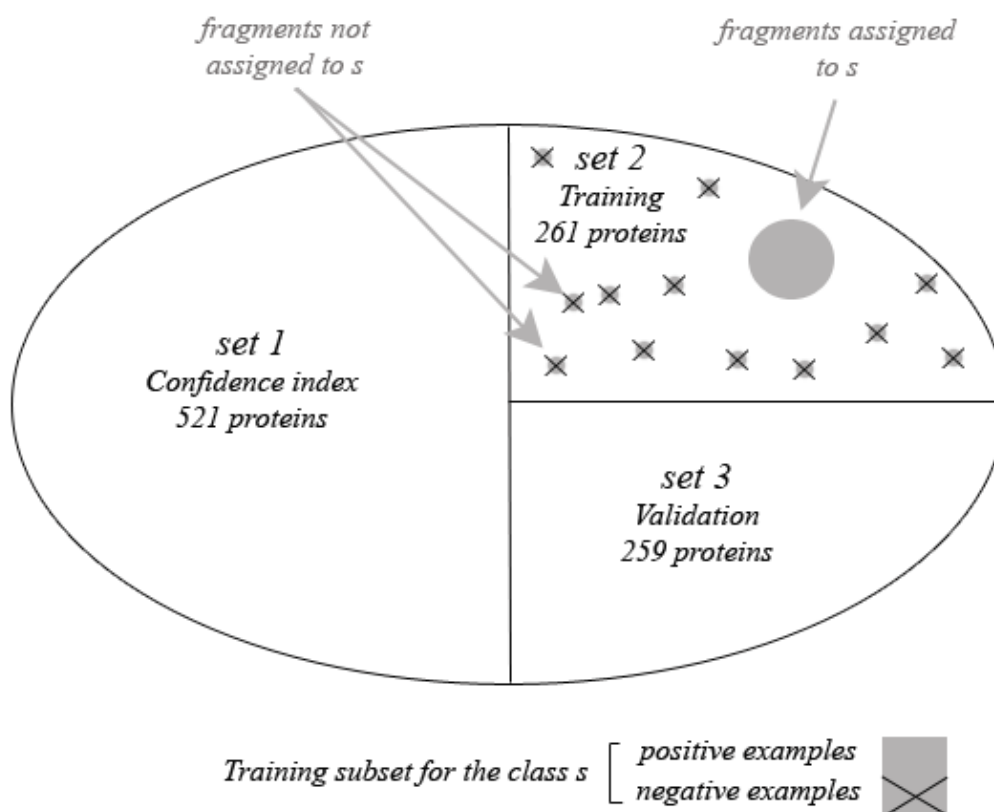 fragments not
assigned to s
fragments assigned
to s
set 2
Training
261 proteins
set 1
Confidence index
521 proteins
set 3
Validation
259 proteins
Training subset for the class s
positive examples
negative examples